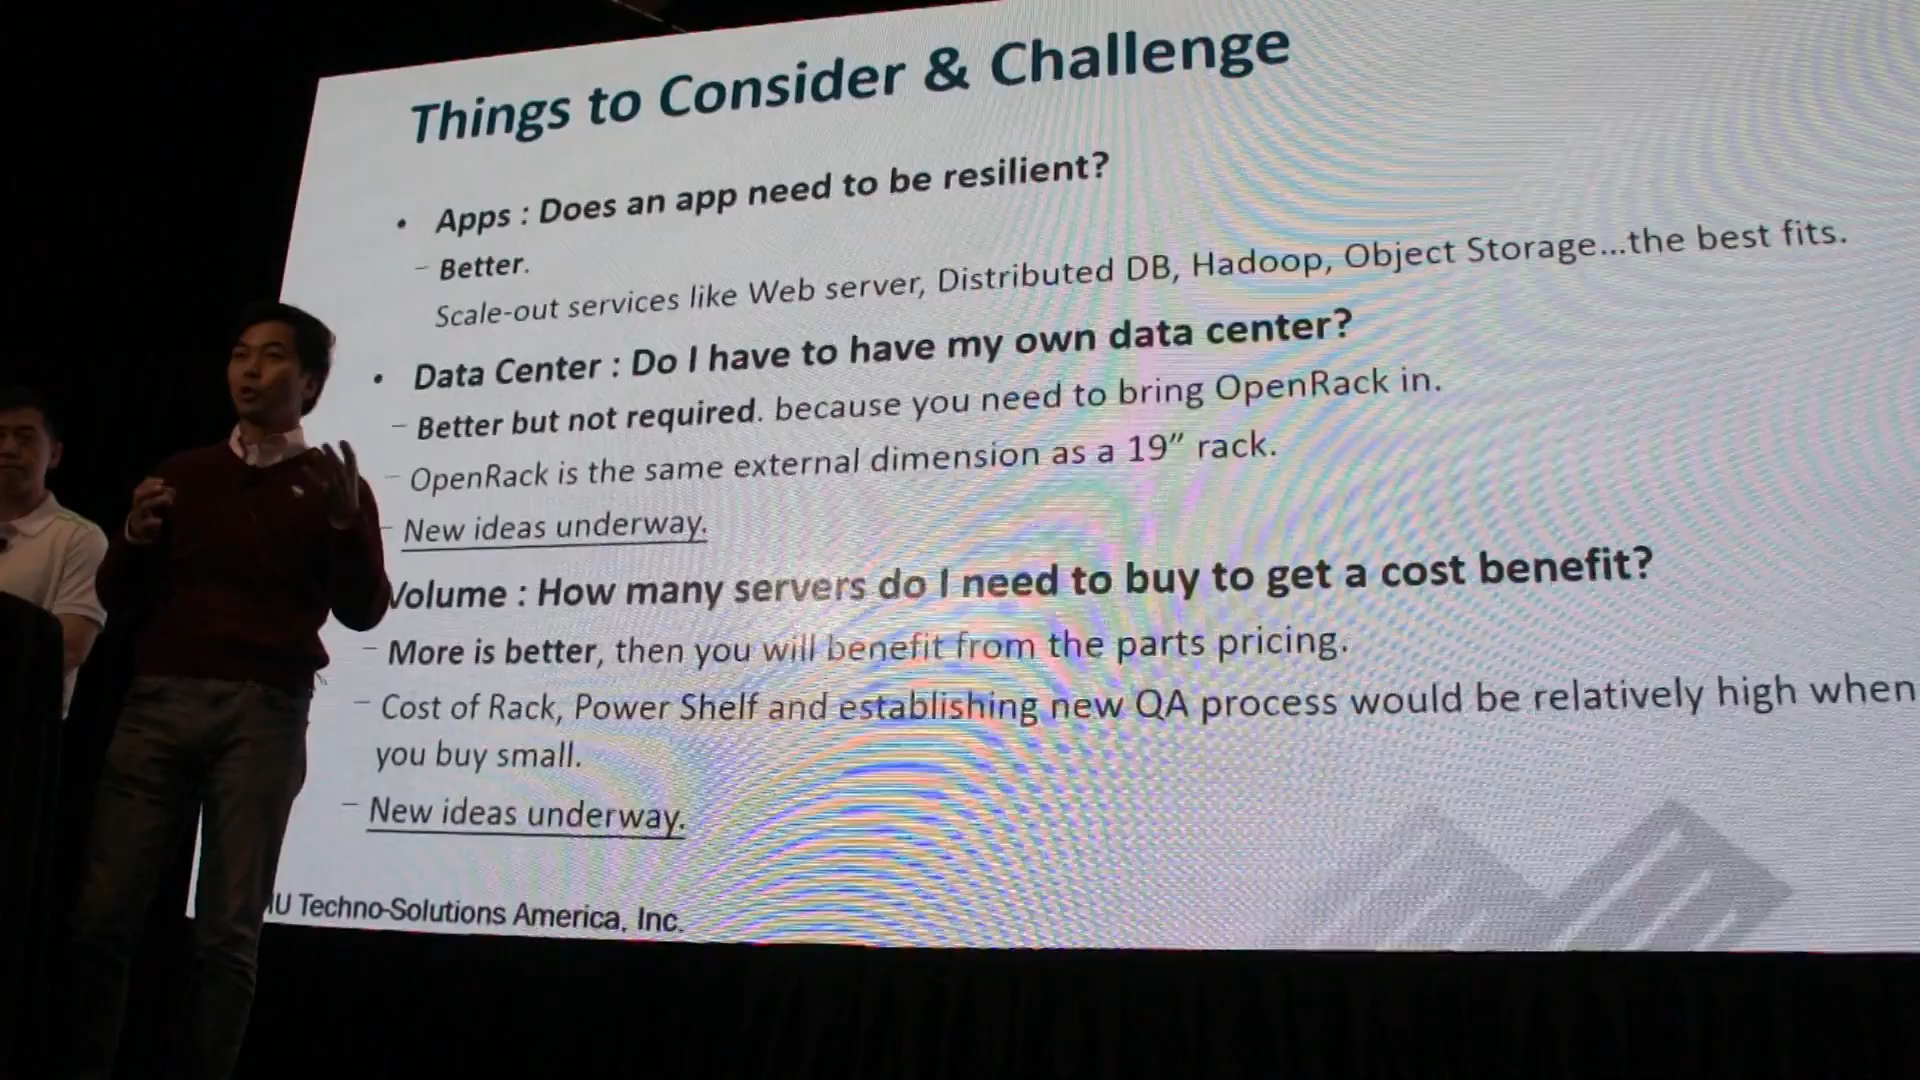 Things to Consider & Challenge
• Apps : Does an app need to be resilient?
– Better.
Scale-out services like Web server, Distributed DB, Hadoop, Object Storage...the best fits.
• Data Center : Do I have to have my own data center?
– Better but not required. because you need to bring OpenRack in.
– OpenRack is the same external dimension as a 19” rack.
– New ideas underway.
Volume : How many servers do I need to buy to get a cost benefit?
– More is better, then you will benefit from the parts pricing.
– Cost of Rack, Power Shelf and establishing new QA process would be relatively high when
you buy small.
– New ideas underway.
Techno-Solutions America, Inc.